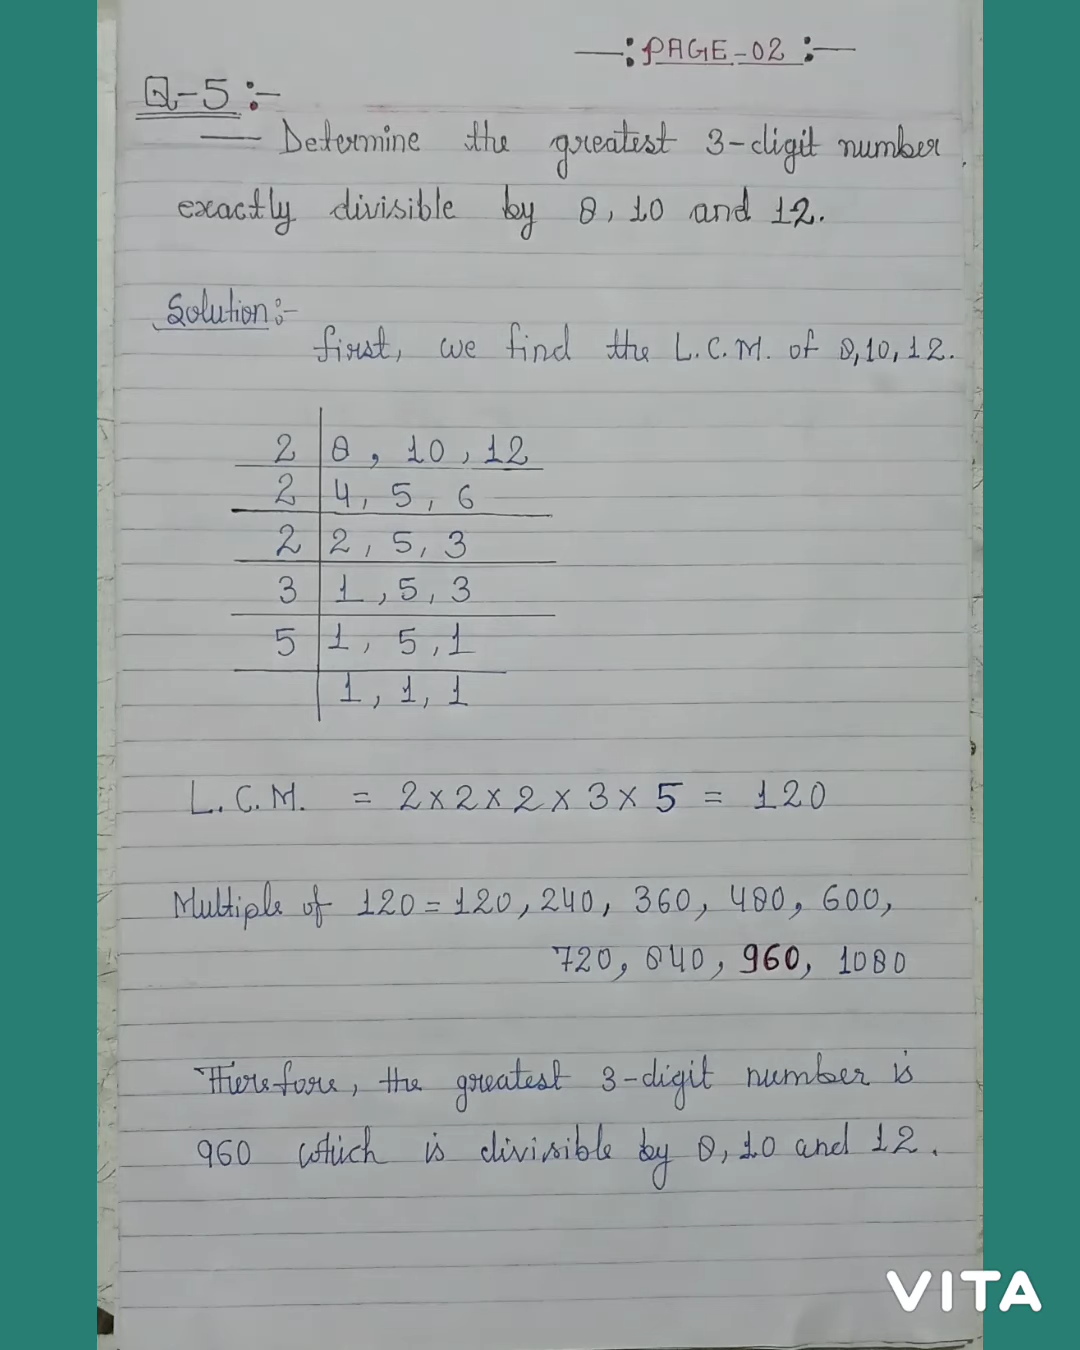 —: PAGE-02 :—
Q-5 :-
— Determine the greatest 3-digit number
exactly divisible by 8, 10 and 12.
Solution:-
first, we find the L.C.M. of 8,10,12.
2 | 8, 10, 12
2 | 4, 5, 6
2 | 2, 5, 3
3 | 1, 5, 3
5 | 1, 5, 1
| 1, 1, 1
L.C.M. = 2×2×2×3×5 = 120
Multiple of 120 = 120, 240, 360, 480, 600,
720, 840, 960, 1080
Therefore, the greatest 3-digit number is
960 which is divisible by 8, 10 and 12.
VITA